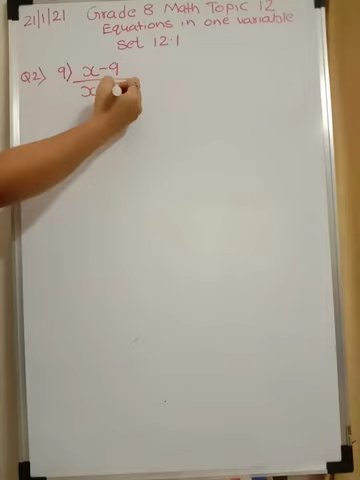 21/1/21 Grade 8 Math Topic 12
Equations in one variable
Set 12.1
Q2) 9) x-9
x